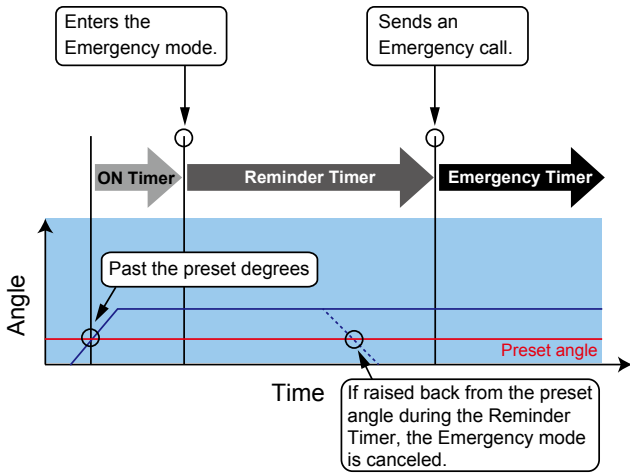 Enters the
Emergency mode.
Sends an
Emergency call.
ON Timer
Reminder Timer
Emergency Timer
Past the preset degrees
Angle
Preset angle
Time
If raised back from the preset
angle during the Reminder
Timer, the Emergency mode
is canceled.